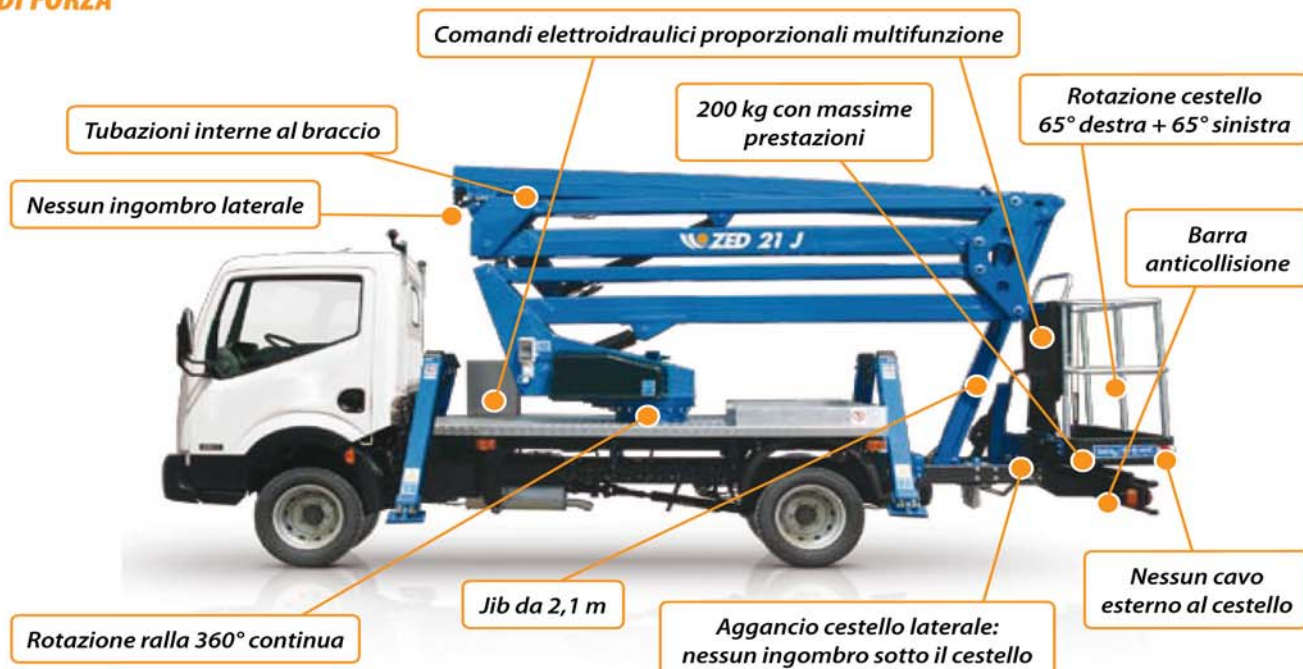 DI FORZA
Comandi elettroidraulici proporzionali multifunzione
200 kg con massime
prestazioni
Rotazione cestello
65° destra + 65° sinistra
Tubazioni interne al braccio
Nessun ingombro laterale
Barra
anticollisione
ZED 21 J
Nessun cavo
esterno al cestello
Jib da 2,1 m
Rotazione ralla 360° continua
Aggancio cestello laterale:
nessun ingombro sotto il cestello